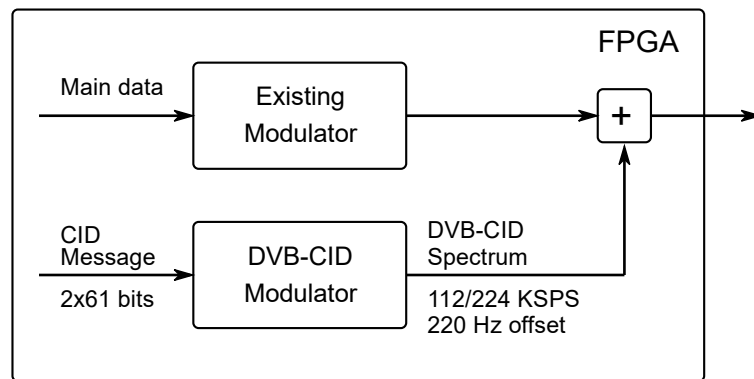 FPGA
Main data
Existing
Modulator
+
CID
Message
2x61 bits
DVB-CID
Modulator
DVB-CID
Spectrum
112/224 KSPS
220 Hz offset